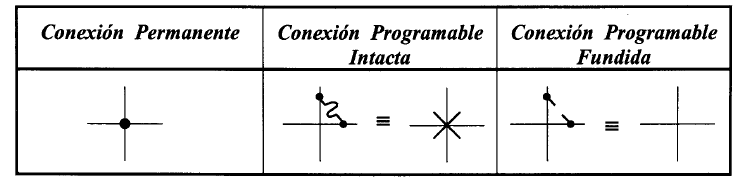 Conexión Permanente
Conexión Programable
Intacta
Conexión Programable
Fundida
≡
≡